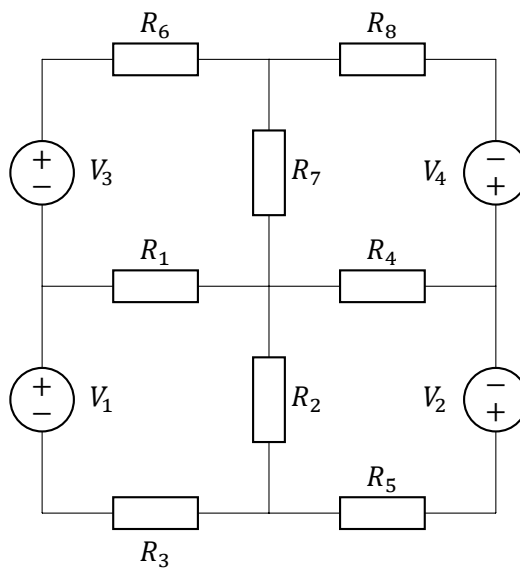 R6 R8
+ −
V3 R7 V4
− +
R1 R4
+ −
V1 R2 V2
− +
R5
R3